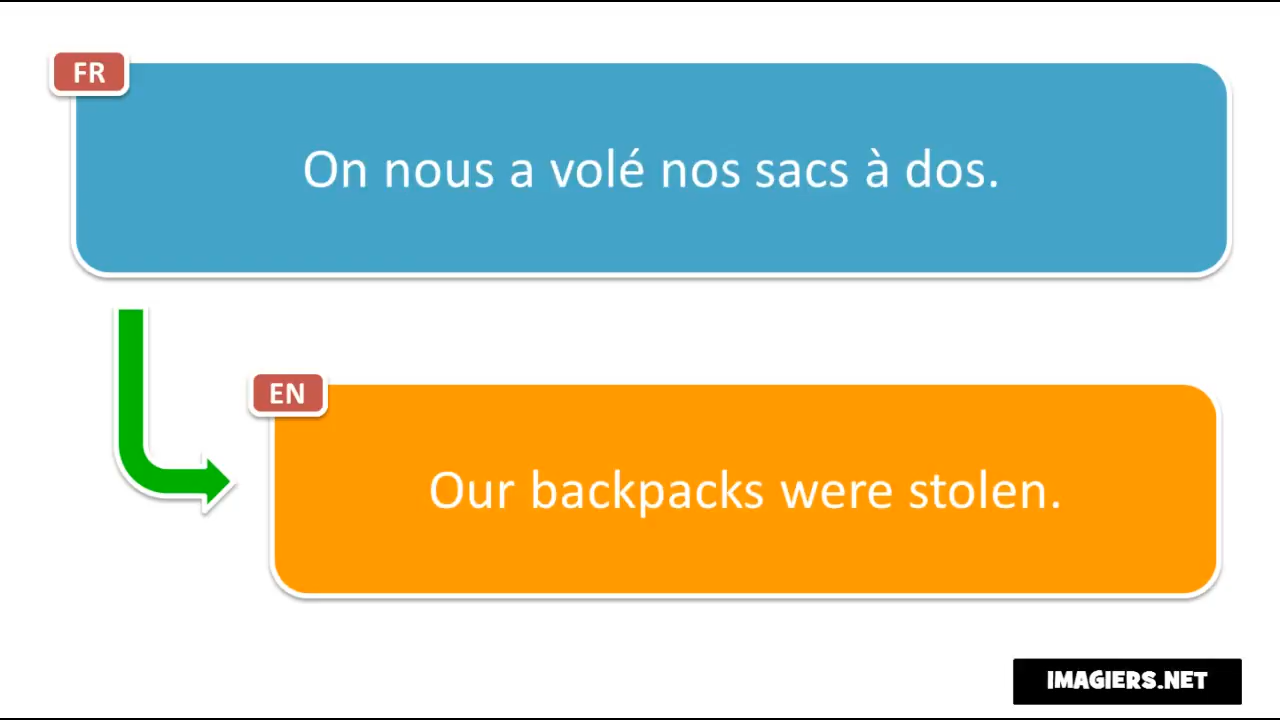 FR
On nous a volé nos sacs à dos.
EN
Our backpacks were stolen.
IMAGIERS.NET